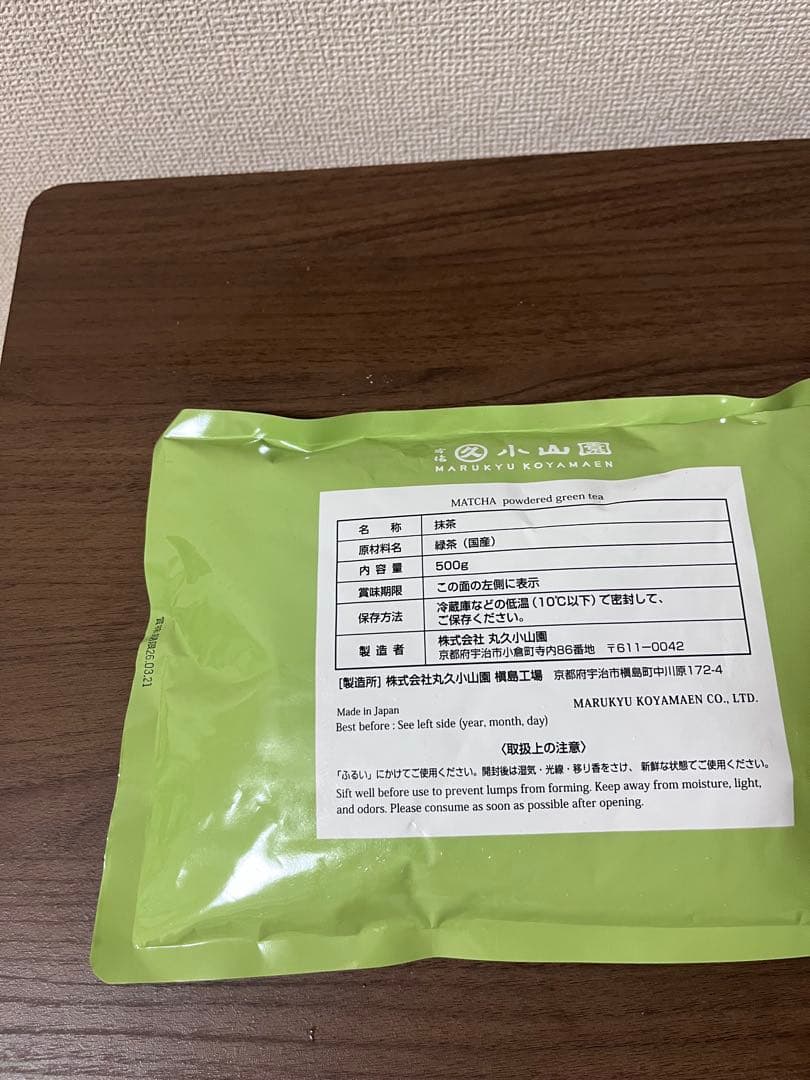 宇治 久 小山園
MARUKYU KOYAMAEN
MATCHA powdered green tea
名 称 抹茶
原材料名 緑茶（国産）
内 容 量 500g
賞味期限 この面の左側に表示
保存方法 冷蔵庫などの低温（10℃以下）で密封して、
ご保存ください。
製 造 者 株式会社 丸久小山園
京都府宇治市小倉町寺内86番地 〒611－0042
[製造所] 株式会社丸久小山園 槇島工場 京都府宇治市槇島町中川原172-4
Made in Japan
MARUKYU KOYAMAEN CO., LTD.
Best before : See left side (year, month, day)
〈取扱上の注意〉
「ふるい」にかけてご使用ください。開封後は湿気・光線・移り香をさけ、新鮮な状態でご使用ください。
Sift well before use to prevent lumps from forming. Keep away from moisture, light,
and odors. Please consume as soon as possible after opening.
賞味期限26.03.21